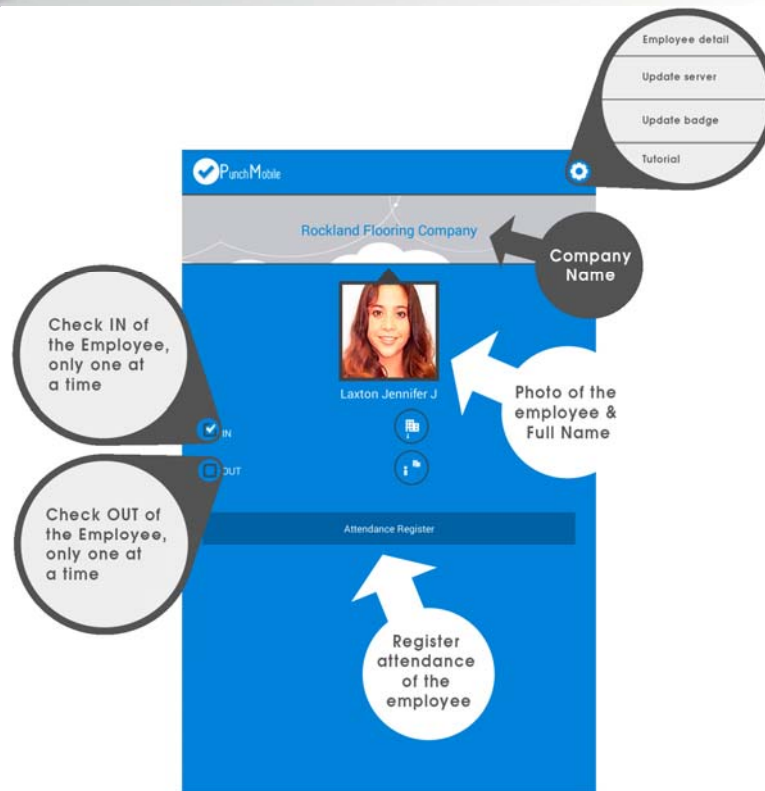 Employee detail
Update server
Update badge
Tutorial
PunchMobile
Rockland Flooring Company
Company
Name
Check IN of
the Employee,
only one at
a time
Laxton Jennifer J
Photo of the
employee &
Full Name
IN
OUT
Check OUT of
the Employee,
only one at
a time
Attendance Register
Register
attendance
of the
employee